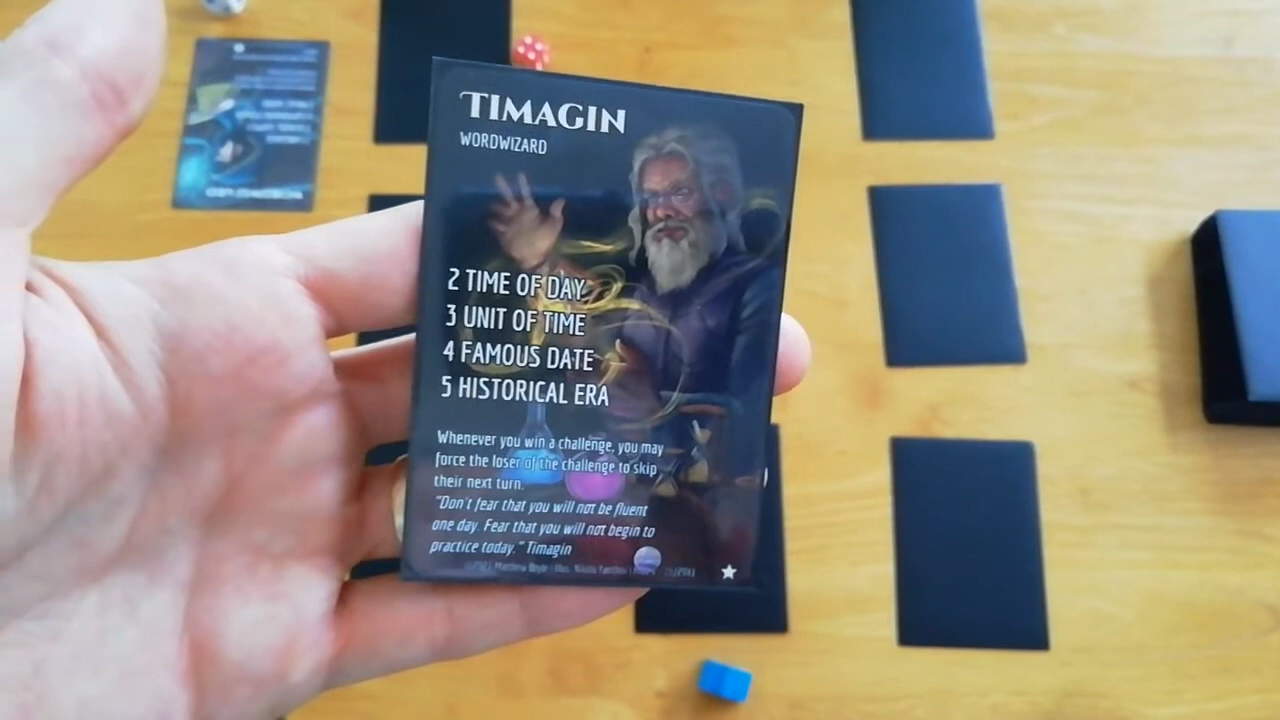 TIMAGIN
WORDWIZARD
2 TIME OF DAY
3 UNIT OF TIME
4 FAMOUS DATE
5 HISTORICAL ERA
Whenever you win a challenge, you may
force the loser of the challenge to skip
their next turn.
"Don't fear that you will not be fluent
one day. Fear that you will not begin to
practice today." Timagin
Matthew Boyle